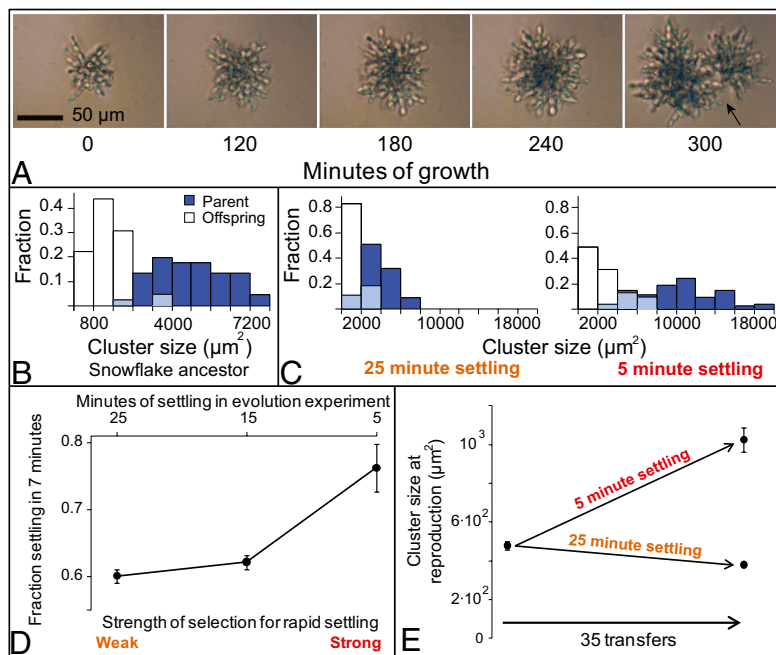 50 µm
0 120 180 240 300
A Minutes of growth
Parent
Offspring
Fraction
0.4
0.2
0.1
800 4000 7200
Cluster size (µm²)
B Snowflake ancestor
Fraction
0.8
0.6
0.4
0.2
2000 10000 18000
0.8
0.6
0.4
0.2
2000 10000 18000
Cluster size (µm²)
C 25 minute settling 5 minute settling
Minutes of settling in evolution experiment
25 15 5
Fraction settling in 7 minutes
0.8
0.7
0.6
Strength of selection for rapid settling
D Weak Strong
Cluster size at
reproduction (µm²)
10³
6·10²
2·10²
0
5 minute settling
25 minute settling
E 35 transfers